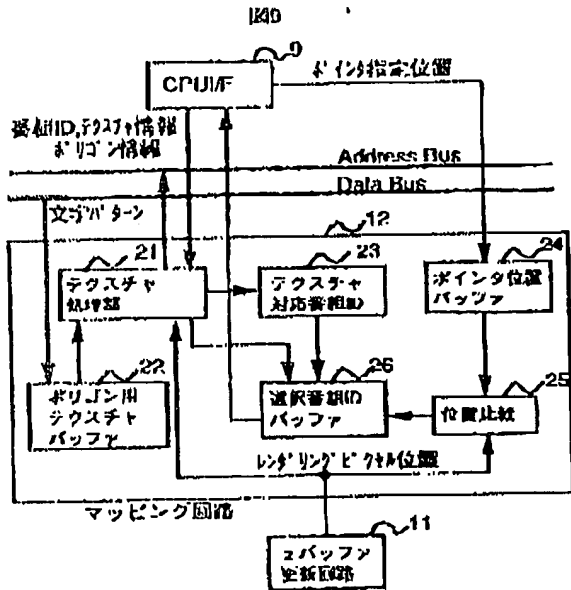 9
CPUI/F
ポインタ指定位置
番組ID,テクスチャ情報
ポリゴン情報
Address Bus
Data Bus
文字パターン
12
21
23
24
テクスチャ
処理部
テクスチャ
対応番組ID
ポインタ位置
バッファ
22
26
25
ポリゴン用
テクスチャ
バッファ
選択番組ID
バッファ
位置比較
レンダリングピクセル位置
マッピング回路
11
zバッファ
更新回路